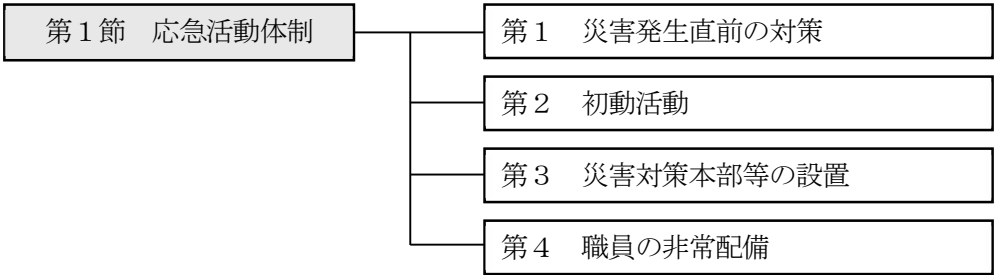 第１節　応急活動体制
第１　災害発生直前の対策
第２　初動活動
第３　災害対策本部等の設置
第４　職員の非常配備